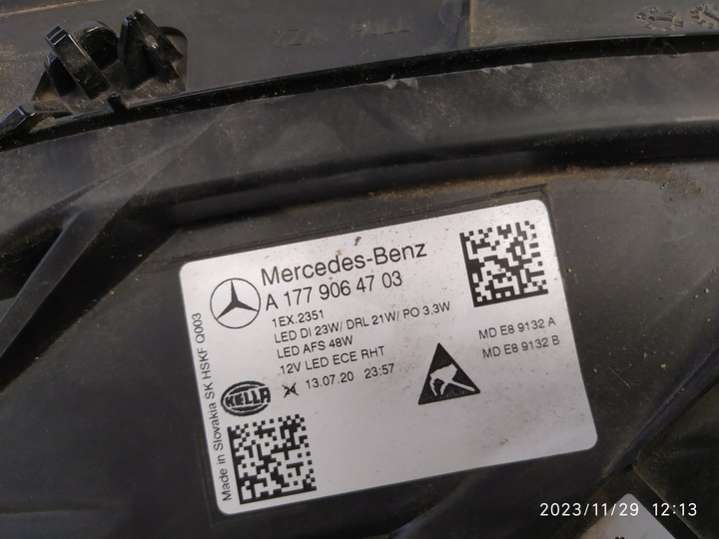 Mercedes-Benz
A 177 906 47 03
1EX.2351
LED DI 23W/ DRL 21W/ PO 3,3W
LED AFS 48W
12V LED ECE RHT
13.07.20 23:57
MD E8 9132 A
MD E8 9132 B
HELLA
Made in Slovakia SK HSKF Q003
2023/11/29 12:13